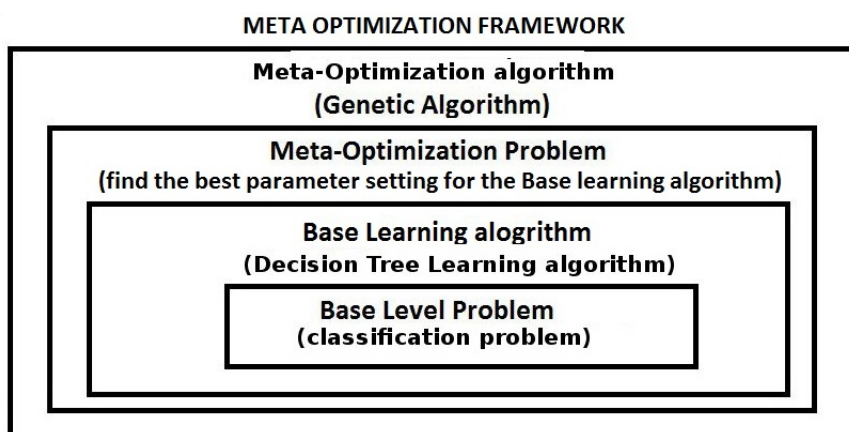 META OPTIMIZATION FRAMEWORK
Meta-Optimization algorithm
(Genetic Algorithm)
Meta-Optimization Problem
(find the best parameter setting for the Base learning algorithm)
Base Learning alogrithm
(Decision Tree Learning algorithm)
Base Level Problem
(classification problem)